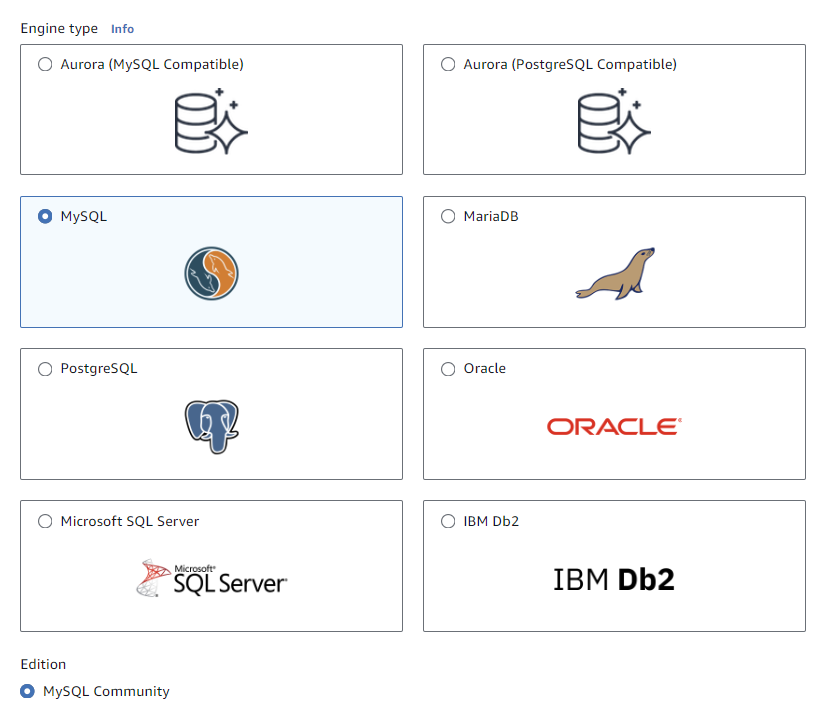 Engine type Info
Aurora (MySQL Compatible)
Aurora (PostgreSQL Compatible)
MySQL
MariaDB
PostgreSQL
Oracle
ORACLE®
Microsoft SQL Server
IBM Db2
Microsoft®
SQL Server®
IBM Db2
Edition
MySQL Community